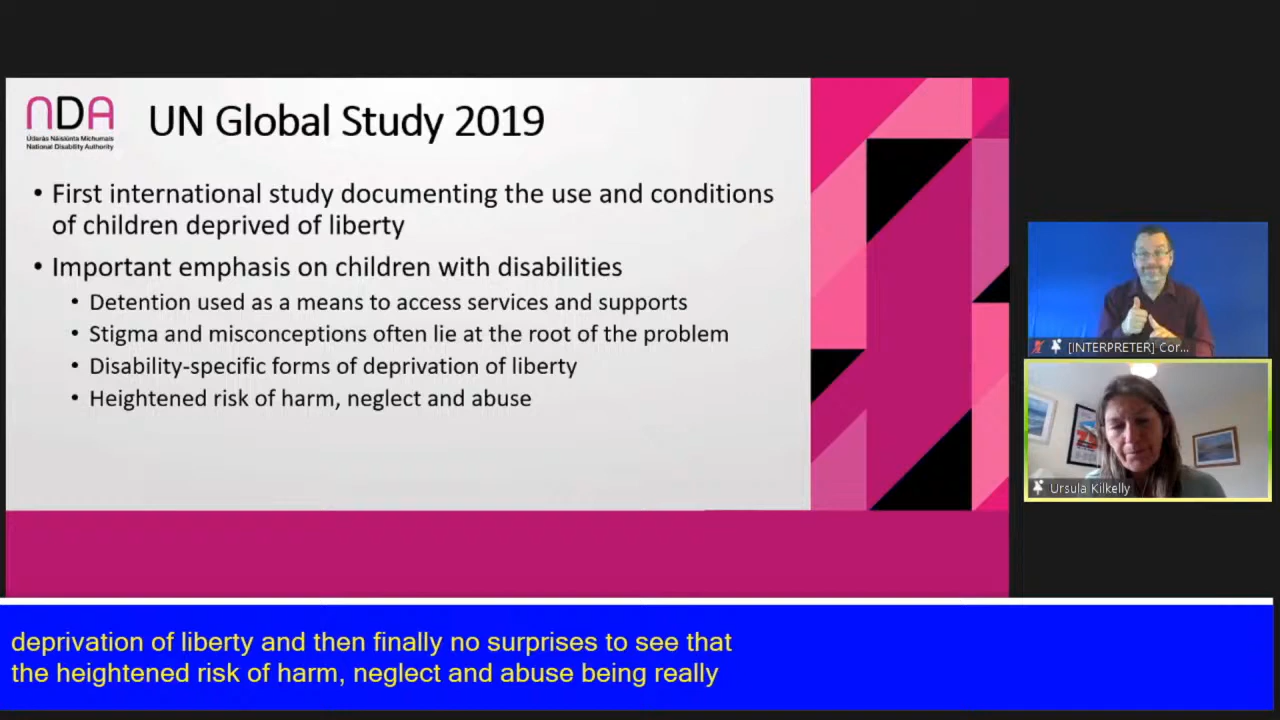 NDA
Údarás Náisiúnta Míchumais
National Disability Authority
UN Global Study 2019
• First international study documenting the use and conditions
of children deprived of liberty
• Important emphasis on children with disabilities
• Detention used as a means to access services and supports
• Stigma and misconceptions often lie at the root of the problem
• Disability-specific forms of deprivation of liberty
• Heightened risk of harm, neglect and abuse
[INTERPRETER] Cor...
Ursula Kilkelly
deprivation of liberty and then finally no surprises to see that
the heightened risk of harm, neglect and abuse being really